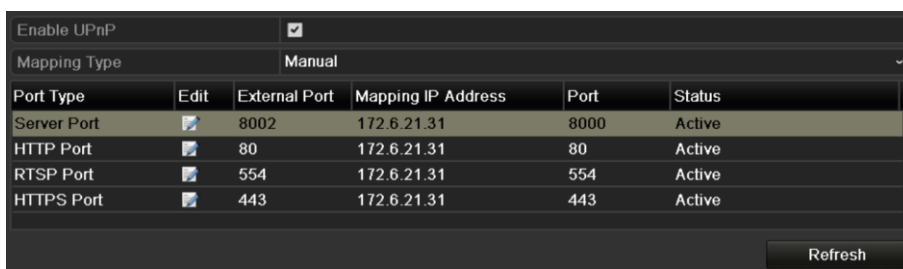 Enable UPnP
Mapping Type Manual
Port Type Edit External Port Mapping IP Address Port Status
Server Port 8002 172.6.21.31 8000 Active
HTTP Port 80 172.6.21.31 80 Active
RTSP Port 554 172.6.21.31 554 Active
HTTPS Port 443 172.6.21.31 443 Active
Refresh